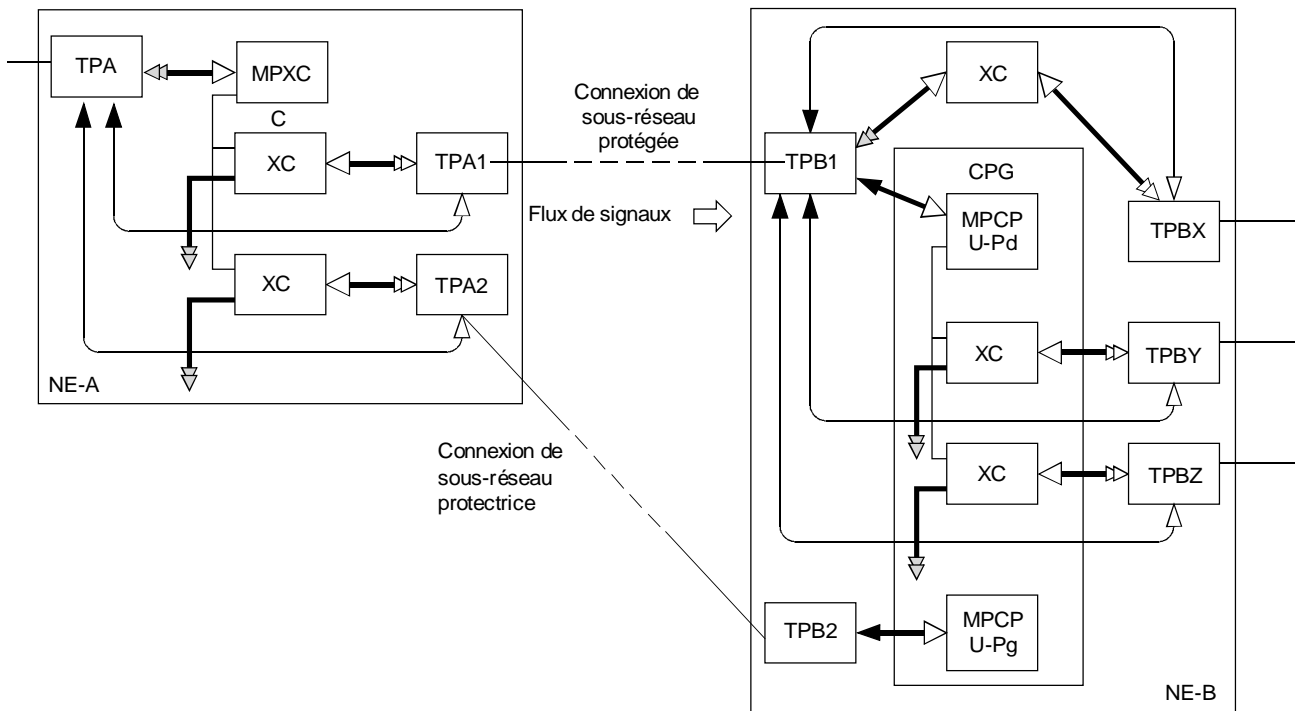 TPA
MPXC
C
XC
TPA1
XC
TPA2
NE-A
Connexion de
sous-réseau
protégée
Flux de signaux
Connexion de
sous-réseau
protectrice
XC
TPB1
CPG
MPCP
U-Pd
TPBX
XC
TPBY
XC
TPBZ
TPB2
MPCP
U-Pg
NE-B